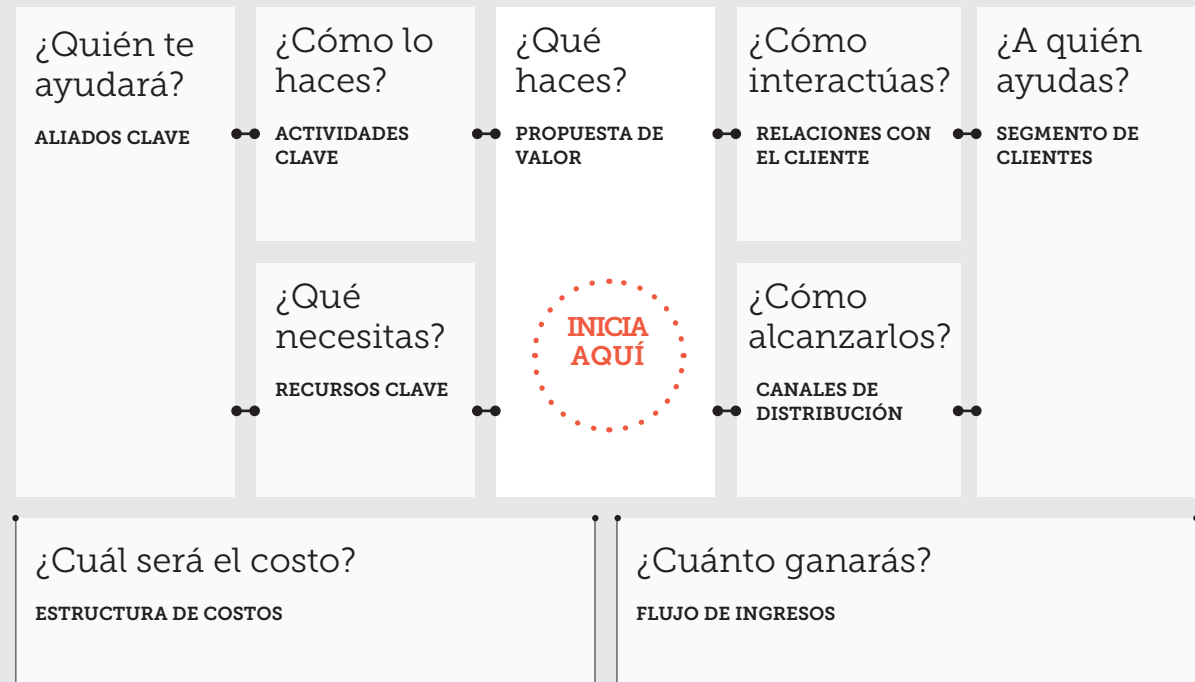 ¿Quién te
ayudará?
ALIADOS CLAVE
¿Cómo lo
haces?
ACTIVIDADES
CLAVE
¿Qué
necesitas?
RECURSOS CLAVE
¿Qué
haces?
PROPUESTA DE
VALOR
INICIA
AQUÍ
¿Cómo
interactúas?
RELACIONES CON
EL CLIENTE
¿Cómo
alcanzarlos?
CANALES DE
DISTRIBUCIÓN
¿A quién
ayudas?
SEGMENTO DE
CLIENTES
¿Cuál será el costo?
ESTRUCTURA DE COSTOS
¿Cuánto ganarás?
FLUJO DE INGRESOS